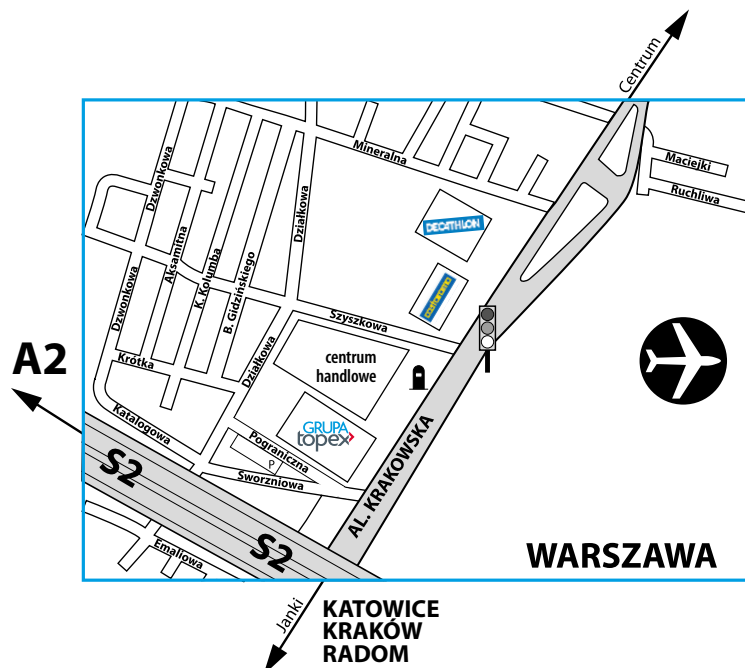 Centrum
Mineralna
Maciejki
Ruchliwa
Dzwonkowa
Działkowa
DECATHLON
Aksamitna
K. Kolumba
B. Gidzińskiego
castorama
Dzwonkowa
Szyszkowa
A2
Krótka
Działkowa
centrum
handlowe
Katalogowa
GRUPA
topex
Pograniczna
P
Sworzniowa
AL. KRAKOWSKA
S2
S2
Emaliowa
WARSZAWA
Janki
KATOWICE
KRAKÓW
RADOM